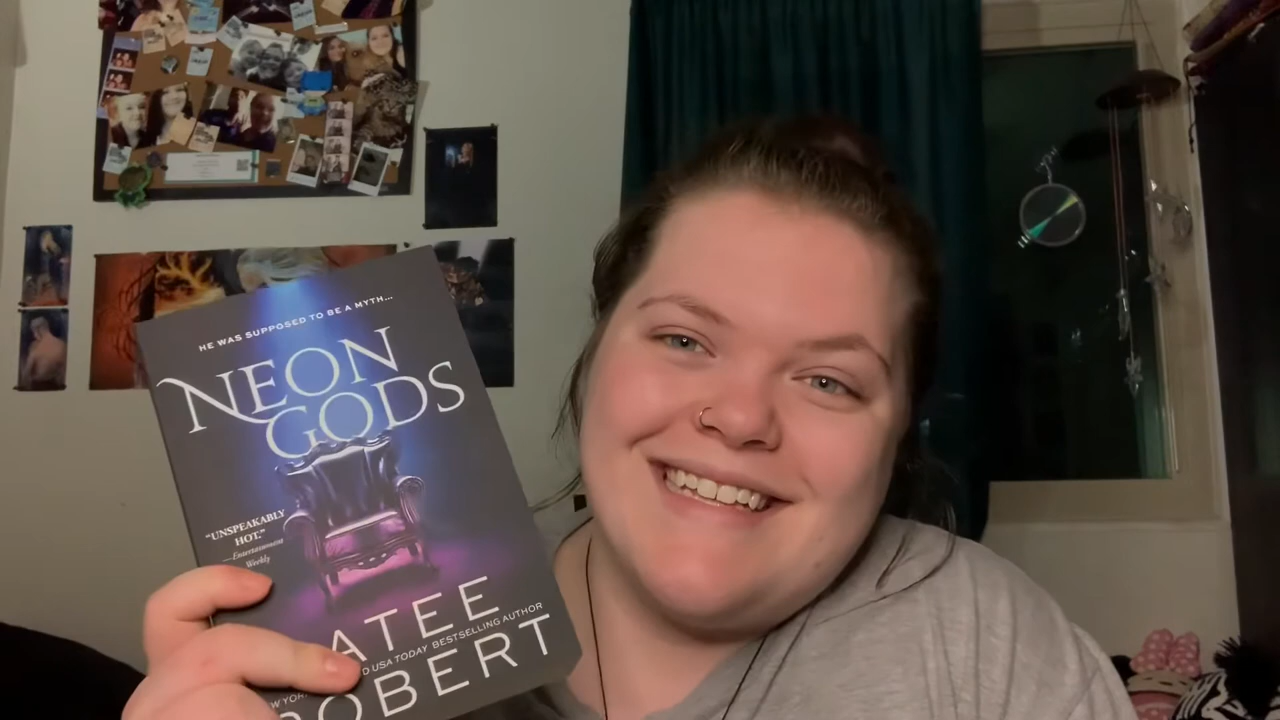 HE WAS SUPPOSED TO BE A MYTH...
NEON
GODS
"UNSPEAKABLY
HOT."
—Entertainment
Weekly
ATEE
USA TODAY BESTSELLING AUTHOR
OBERT